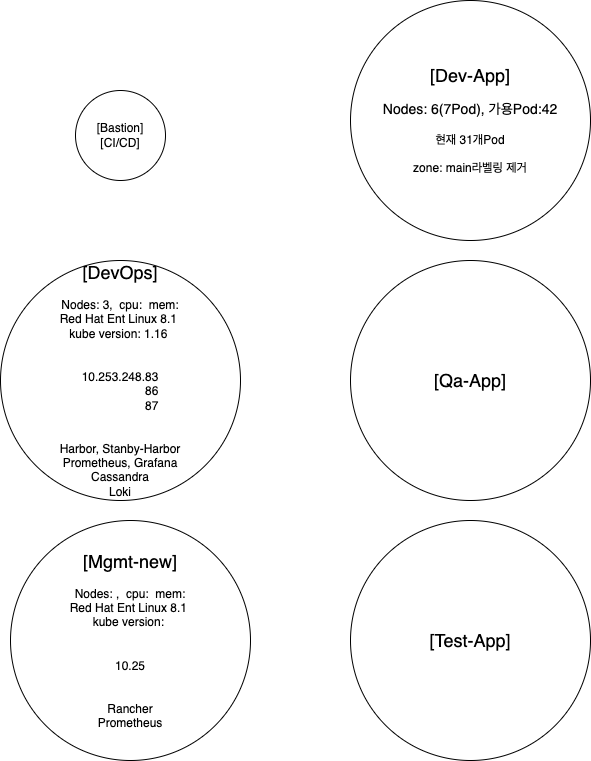 [Bastion]
[CI/CD]
[Dev-App]
Nodes: 6(7Pod), 가용Pod:42
현재 31개Pod
zone: main라벨링 제거
[DevOps]
Nodes: 3,  cpu:  mem:
Red Hat Ent Linux 8.1
kube version: 1.16
10.253.248.83
86
87
Harbor, Stanby-Harbor
Prometheus, Grafana
Cassandra
Loki
[Qa-App]
[Mgmt-new]
Nodes: ,  cpu:  mem:
Red Hat Ent Linux 8.1
kube version:
10.25
Rancher
Prometheus
[Test-App]